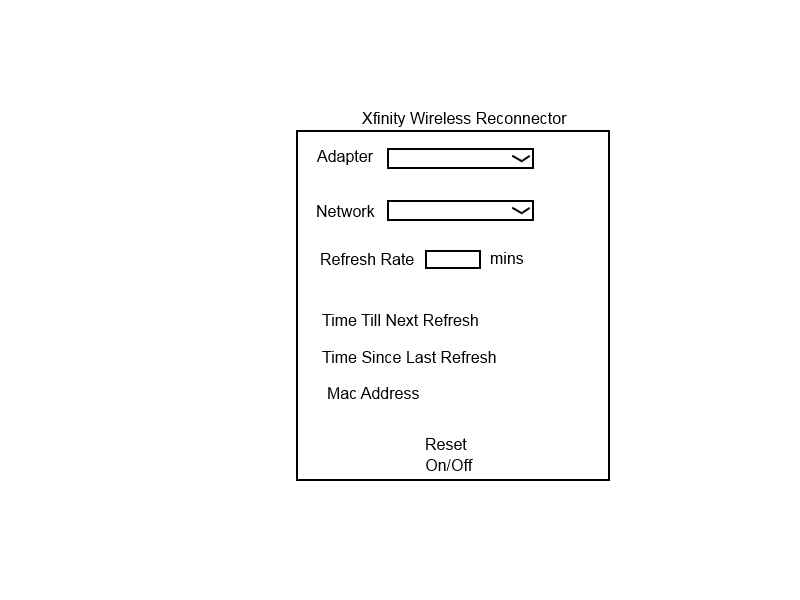 Xfinity Wireless Reconnector
Adapter
Network
Refresh Rate mins
Time Till Next Refresh
Time Since Last Refresh
Mac Address
Reset
On/Off